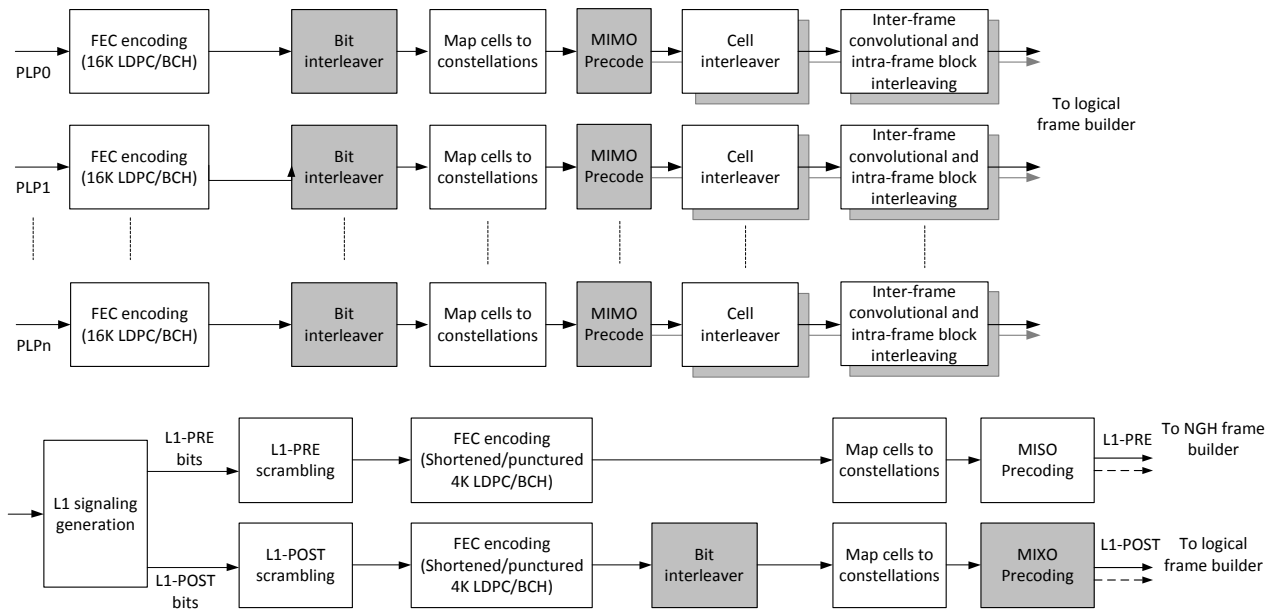 FEC encoding
(16K LDPC/BCH)
Bit
interleaver
Map cells to
constellations
MIMO
Precode
Cell
interleaver
Inter-frame
convolutional and
intra-frame block
interleaving
PLP0
To logical
frame builder
FEC encoding
(16K LDPC/BCH)
Bit
interleaver
Map cells to
constellations
MIMO
Precode
Cell
interleaver
Inter-frame
convolutional and
intra-frame block
interleaving
PLP1
FEC encoding
(16K LDPC/BCH)
Bit
interleaver
Map cells to
constellations
MIMO
Precode
Cell
interleaver
Inter-frame
convolutional and
intra-frame block
interleaving
PLPn
L1 signaling
generation
L1-PRE
bits
L1-PRE
scrambling
FEC encoding
(Shortened/punctured
4K LDPC/BCH)
Map cells to
constellations
MISO
Precoding
L1-PRE
To NGH frame
builder
L1-POST
bits
L1-POST
scrambling
FEC encoding
(Shortened/punctured
4K LDPC/BCH)
Bit
interleaver
Map cells to
constellations
MIXO
Precoding
L1-POST
To logical
frame builder